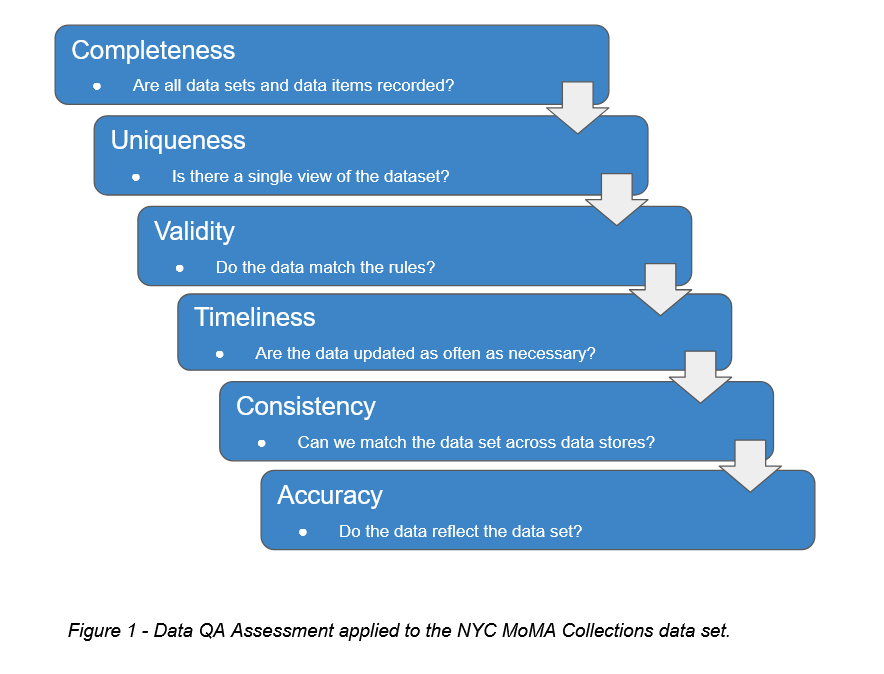 Completeness
● Are all data sets and data items recorded?
Uniqueness
● Is there a single view of the dataset?
Validity
● Do the data match the rules?
Timeliness
● Are the data updated as often as necessary?
Consistency
● Can we match the data set across data stores?
Accuracy
● Do the data reflect the data set?
Figure 1 - Data QA Assessment applied to the NYC MoMA Collections data set.